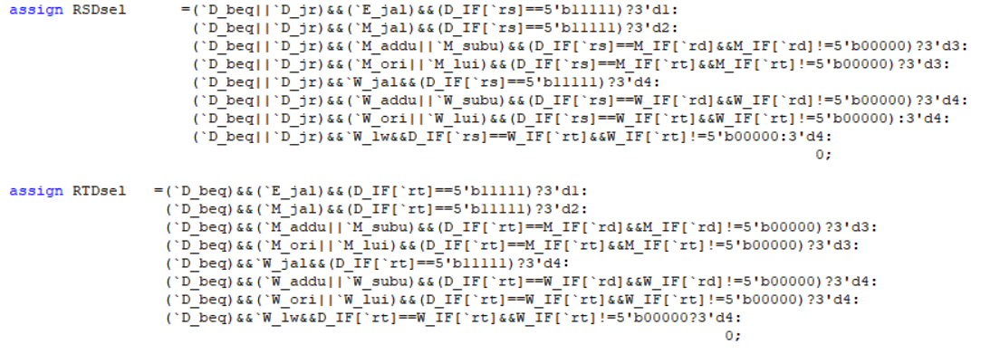 assign RSDsel =(`D_beq||`D_jr)&&(`E_jal)&&(D_IF[`rs]==5'b11111)?3'd1:
(`D_beq||`D_jr)&&(`M_jal)&&(D_IF[`rs]==5'b11111)?3'd2:
(`D_beq||`D_jr)&&(`M_addu||`M_subu)&&(D_IF[`rs]==M_IF[`rd]&&M_IF[`rd]!=5'b00000)?3'd3:
(`D_beq||`D_jr)&&(`M_ori||`M_lui)&&(D_IF[`rs]==M_IF[`rt]&&M_IF[`rt]!=5'b00000)?3'd3:
(`D_beq||`D_jr)&&`W_jal&&(D_IF[`rs]==5'b11111)?3'd4:
(`D_beq||`D_jr)&&(`W_addu||`W_subu)&&(D_IF[`rs]==W_IF[`rd]&&W_IF[`rd]!=5'b00000)?3'd4:
(`D_beq||`D_jr)&&(`W_ori||`W_lui)&&(D_IF[`rs]==W_IF[`rt]&&W_IF[`rt]!=5'b00000):3'd4:
(`D_beq||`D_jr)&&`W_lw&&D_IF[`rs]==W_IF[`rt]&&W_IF[`rt]!=5'b00000:3'd4:
0;
assign RTDsel =(`D_beq)&&(`E_jal)&&(D_IF[`rt]==5'b11111)?3'd1:
(`D_beq)&&(`M_jal)&&(D_IF[`rt]==5'b11111)?3'd2:
(`D_beq)&&(`M_addu||`M_subu)&&(D_IF[`rt]==M_IF[`rd]&&M_IF[`rd]!=5'b00000)?3'd3:
(`D_beq)&&(`M_ori||`M_lui)&&(D_IF[`rt]==M_IF[`rt]&&M_IF[`rt]!=5'b00000)?3'd3:
(`D_beq)&&`W_jal&&(D_IF[`rt]==5'b11111)?3'd4:
(`D_beq)&&(`W_addu||`W_subu)&&(D_IF[`rt]==W_IF[`rd]&&W_IF[`rd]!=5'b00000)?3'd4:
(`D_beq)&&(`W_ori||`W_lui)&&(D_IF[`rt]==W_IF[`rt]&&W_IF[`rt]!=5'b00000)?3'd4:
(`D_beq)&&`W_lw&&D_IF[`rt]==W_IF[`rt]&&W_IF[`rt]!=5'b00000?3'd4:
0;